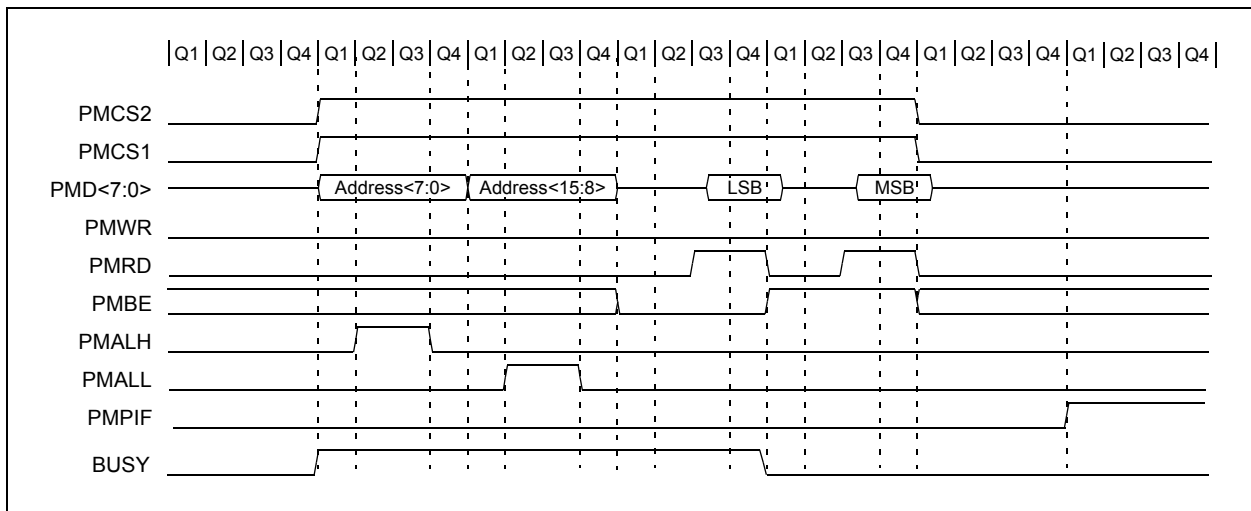 Q1 Q2 Q3 Q4 Q1 Q2 Q3 Q4 Q1 Q2 Q3 Q4 Q1 Q2 Q3 Q4 Q1 Q2 Q3 Q4 Q1 Q2 Q3 Q4 Q1 Q2 Q3 Q4
PMCS2
PMCS1
PMD<7:0> Address<7:0> Address<15:8> LSB MSB
PMWR
PMRD
PMBE
PMALH
PMALL
PMPIF
BUSY